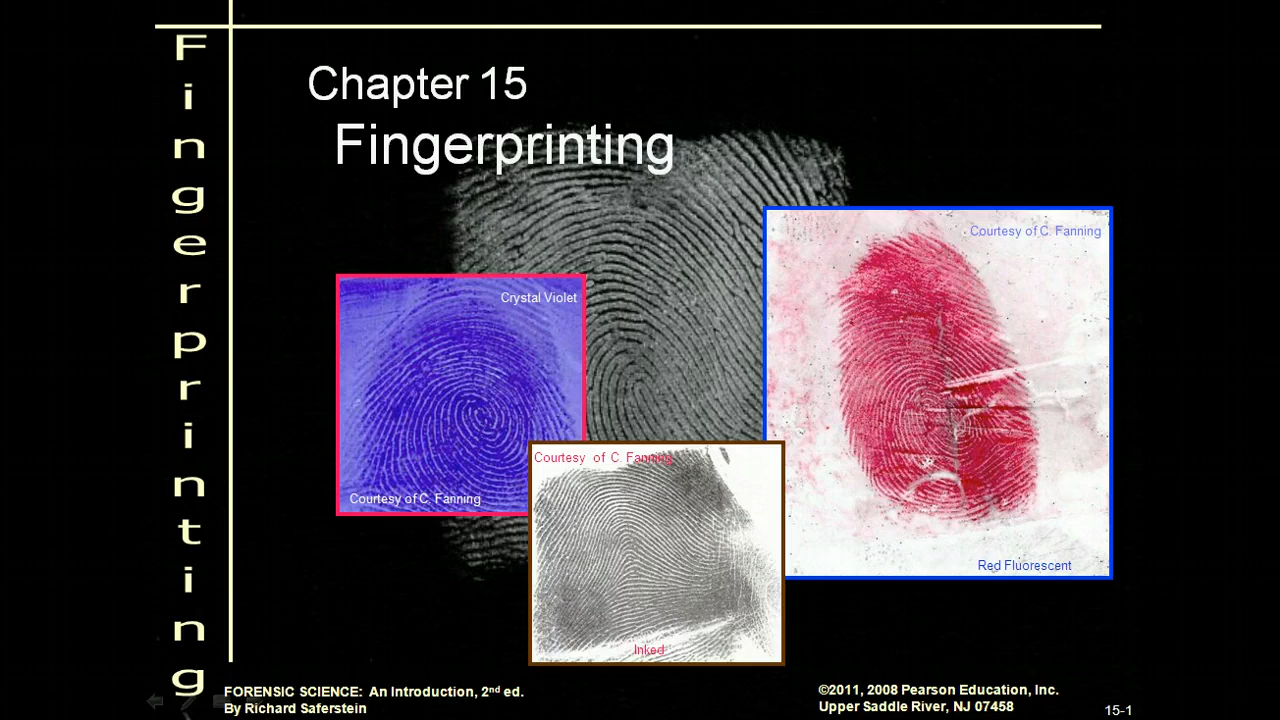 Fingerprinting
Chapter 15
Fingerprinting
Courtesy of C. Fanning
Crystal Violet
Courtesy of C. Fanning
Courtesy of C. Fanning
Red Fluorescent
Inked
FORENSIC SCIENCE: An Introduction, 2nd ed.
By Richard Saferstein
©2011, 2008 Pearson Education, Inc.
Upper Saddle River, NJ 07458
15-1